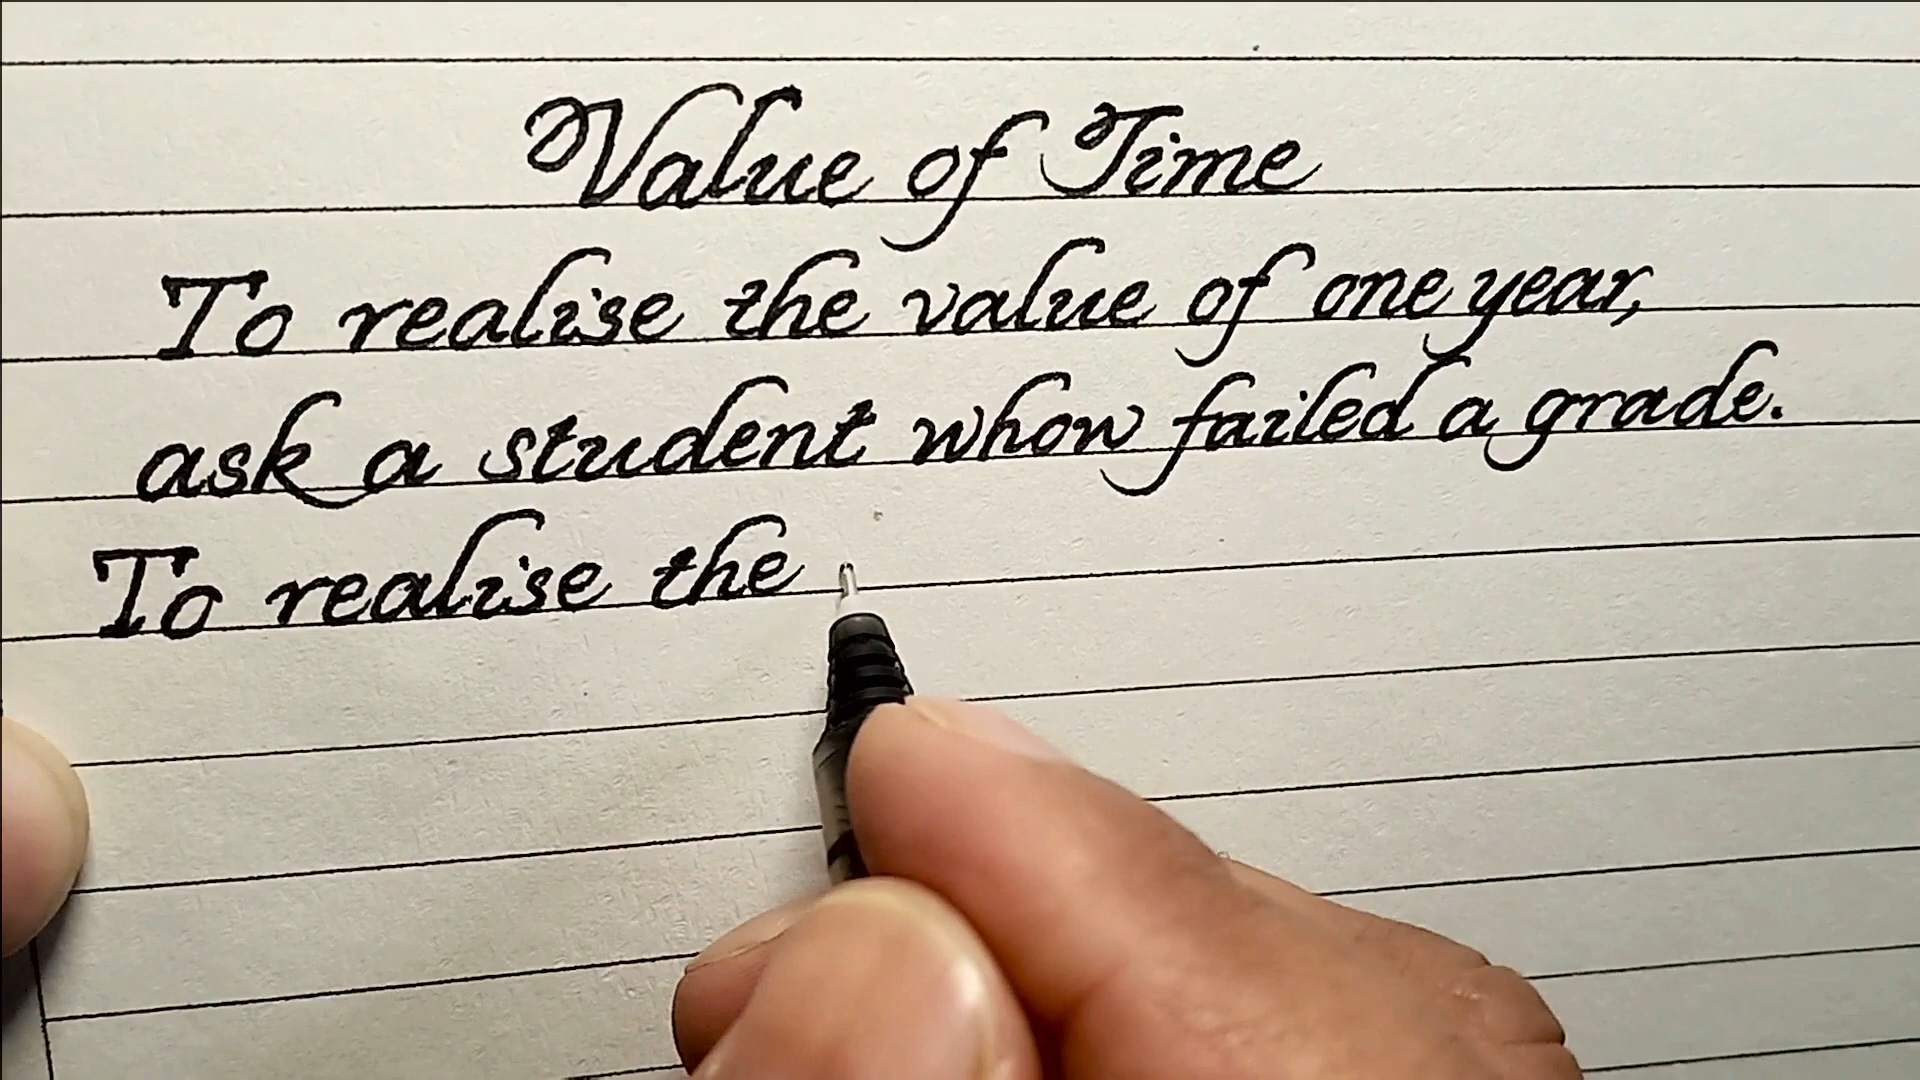 Value of Time
To realise the value of one year,
ask a student whow failed a grade.
To realise the